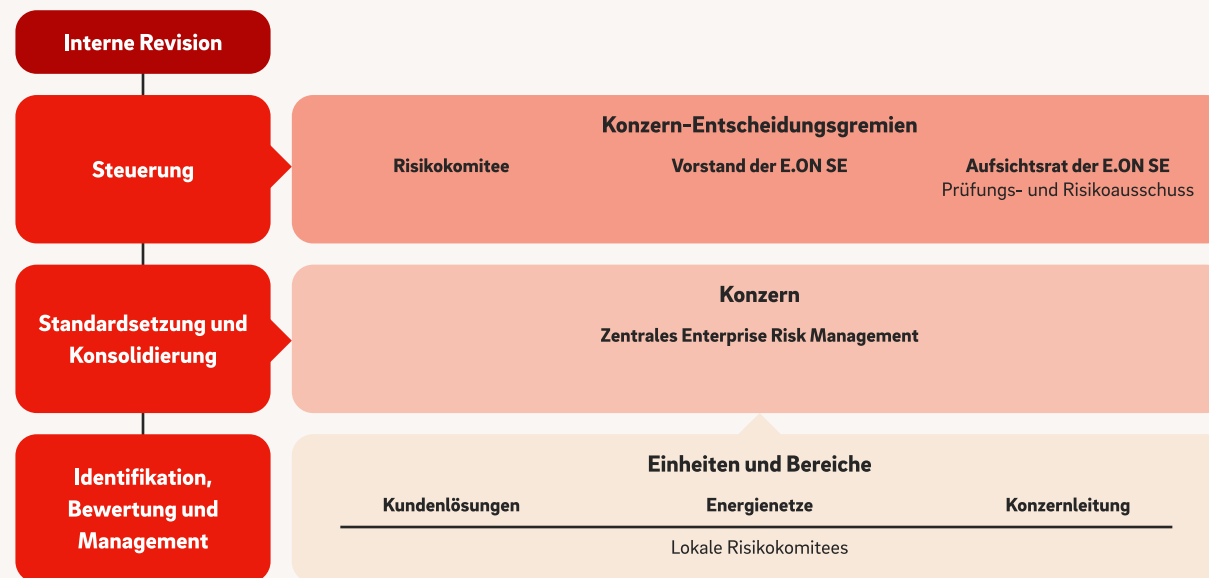 Interne Revision
Steuerung
Konzern-Entscheidungsgremien
Risikokomitee
Vorstand der E.ON SE
Aufsichtsrat der E.ON SE
Prüfungs- und Risikoausschuss
Standardsetzung und
Konsolidierung
Konzern
Zentrales Enterprise Risk Management
Identifikation,
Bewertung und
Management
Einheiten und Bereiche
Kundenlösungen
Energienetze
Konzernleitung
Lokale Risikokomitees